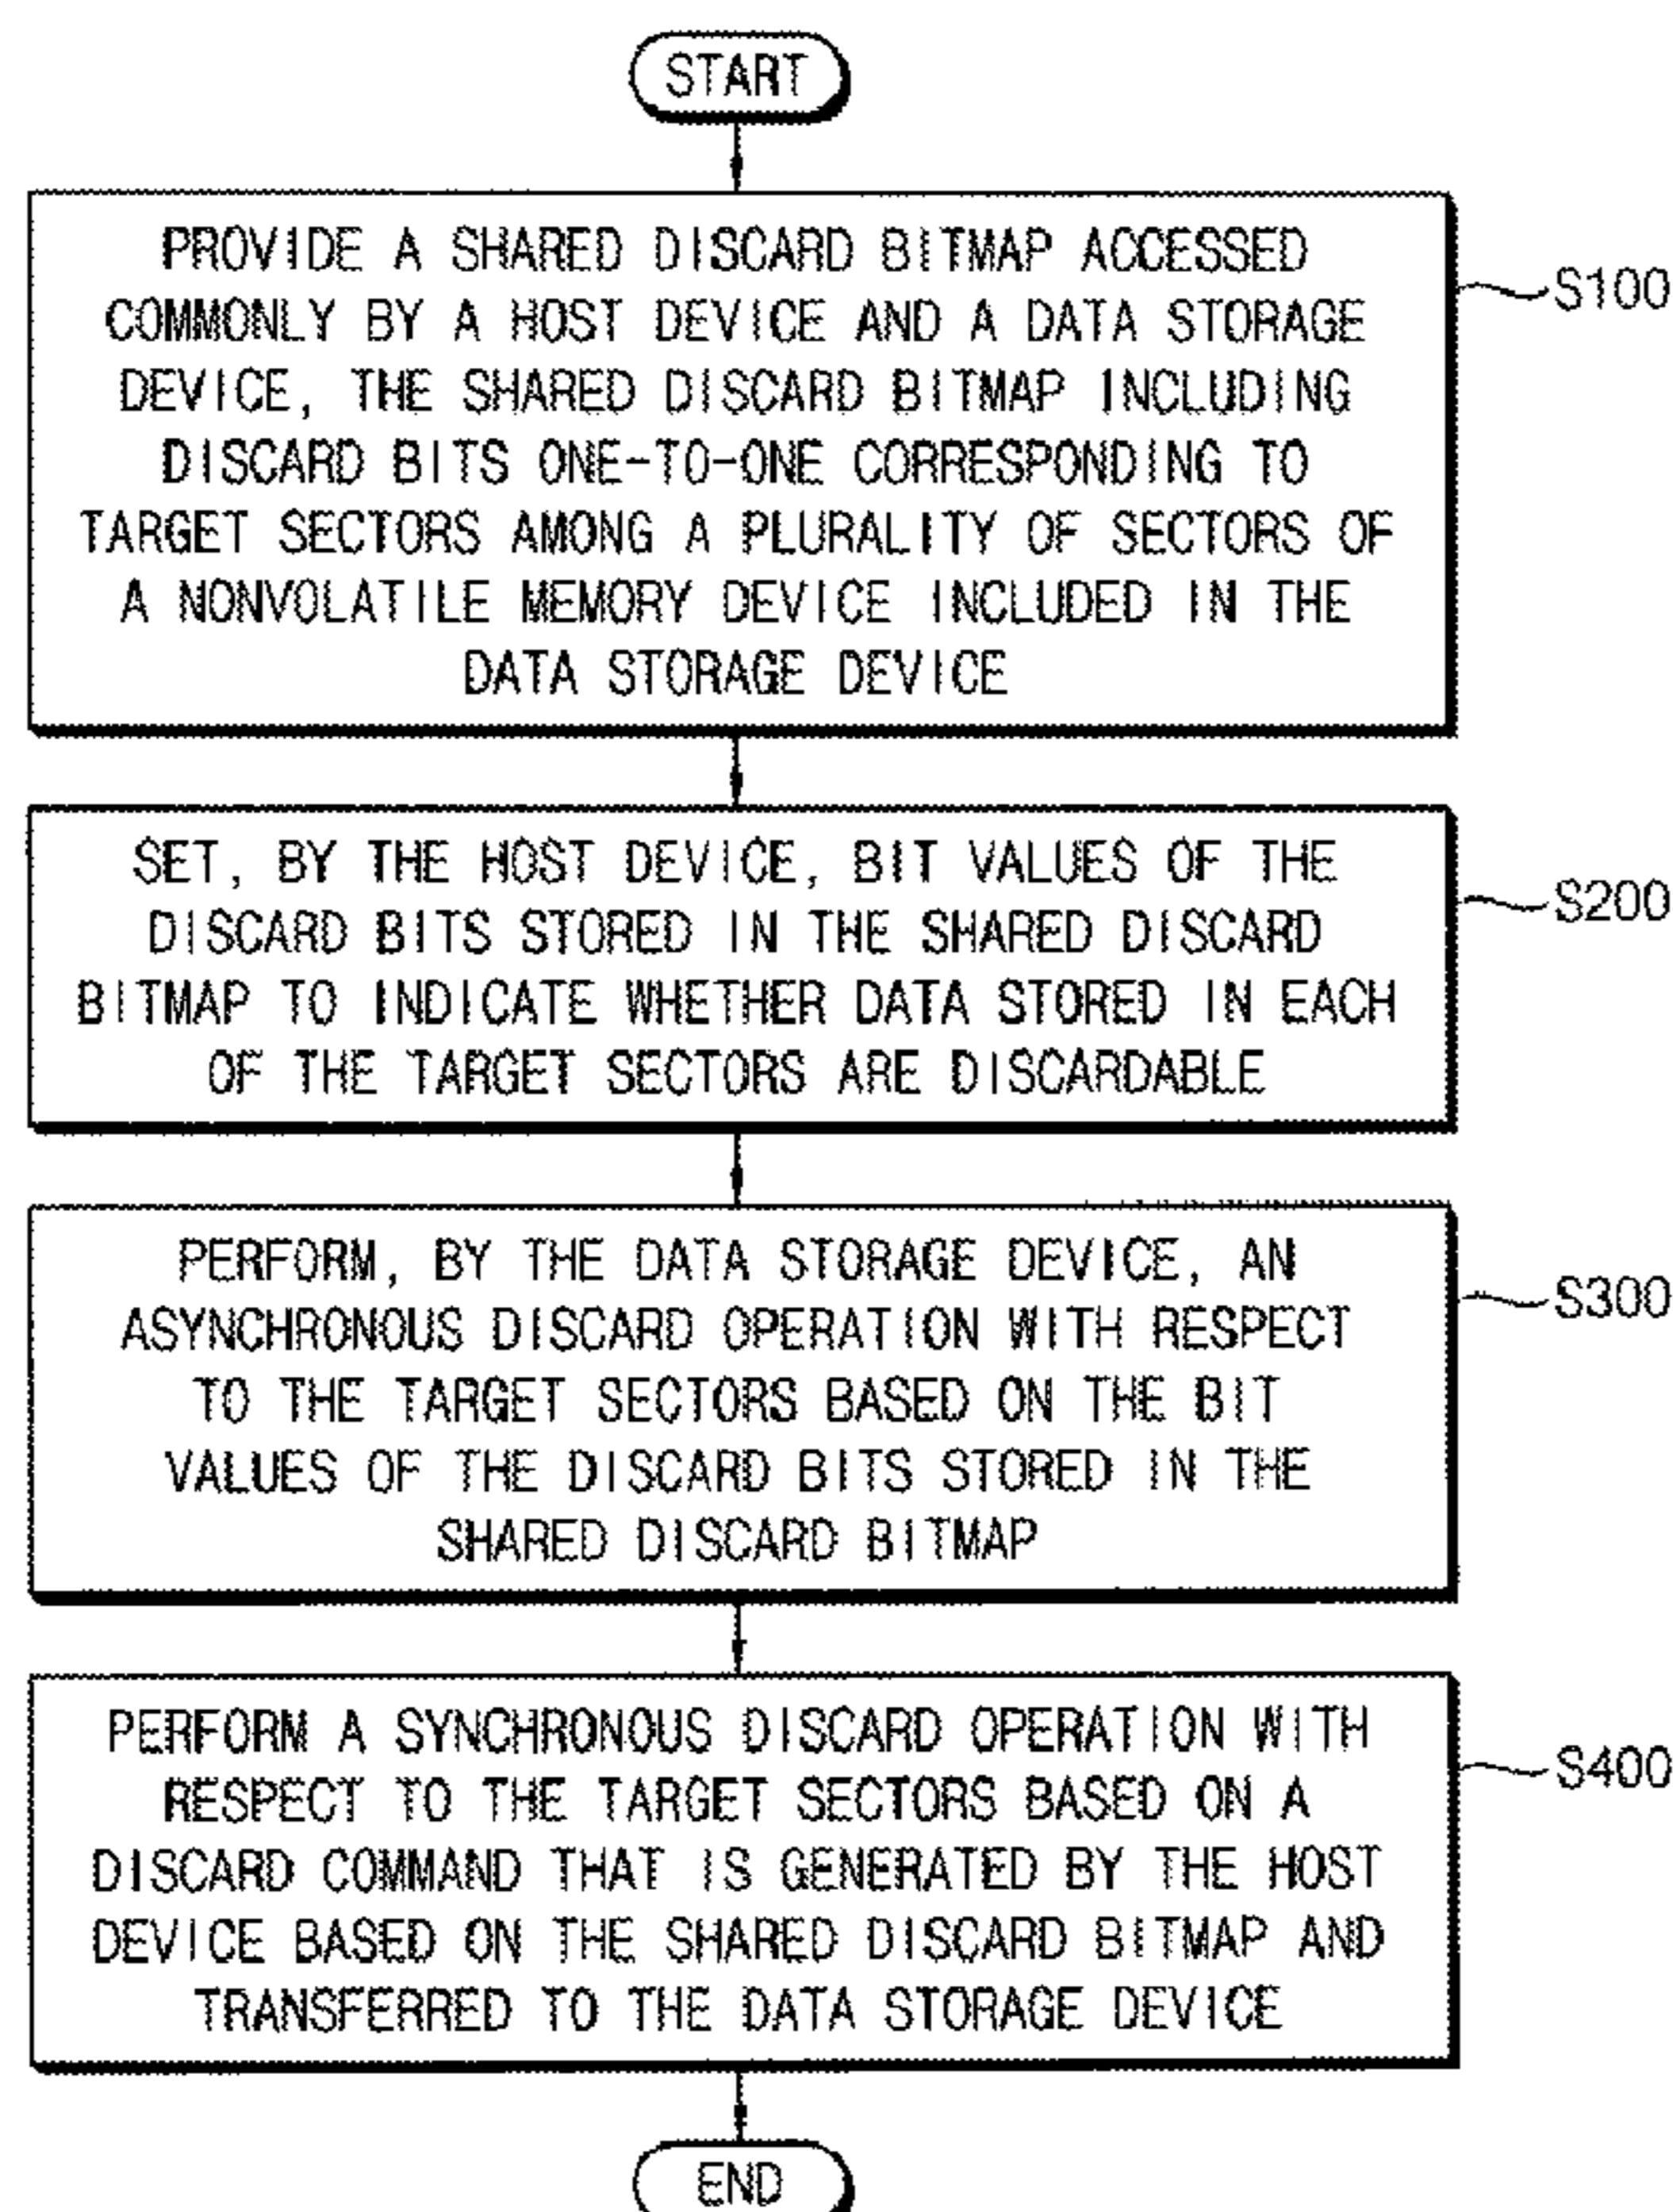 START
PROVIDE A SHARED DISCARD BITMAP ACCESSED
COMMONLY BY A HOST DEVICE AND A DATA STORAGE
DEVICE, THE SHARED DISCARD BITMAP INCLUDING
DISCARD BITS ONE-TO-ONE CORRESPONDING TO
TARGET SECTORS AMONG A PLURALITY OF SECTORS OF
A NONVOLATILE MEMORY DEVICE INCLUDED IN THE
DATA STORAGE DEVICE
S100
SET, BY THE HOST DEVICE, BIT VALUES OF THE
DISCARD BITS STORED IN THE SHARED DISCARD
BITMAP TO INDICATE WHETHER DATA STORED IN EACH
OF THE TARGET SECTORS ARE DISCARDABLE
S200
PERFORM, BY THE DATA STORAGE DEVICE, AN
ASYNCHRONOUS DISCARD OPERATION WITH RESPECT
TO THE TARGET SECTORS BASED ON THE BIT
VALUES OF THE DISCARD BITS STORED IN THE
SHARED DISCARD BITMAP
S300
PERFORM A SYNCHRONOUS DISCARD OPERATION WITH
RESPECT TO THE TARGET SECTORS BASED ON A
DISCARD COMMAND THAT IS GENERATED BY THE HOST
DEVICE BASED ON THE SHARED DISCARD BITMAP AND
TRANSFERRED TO THE DATA STORAGE DEVICE
S400
END